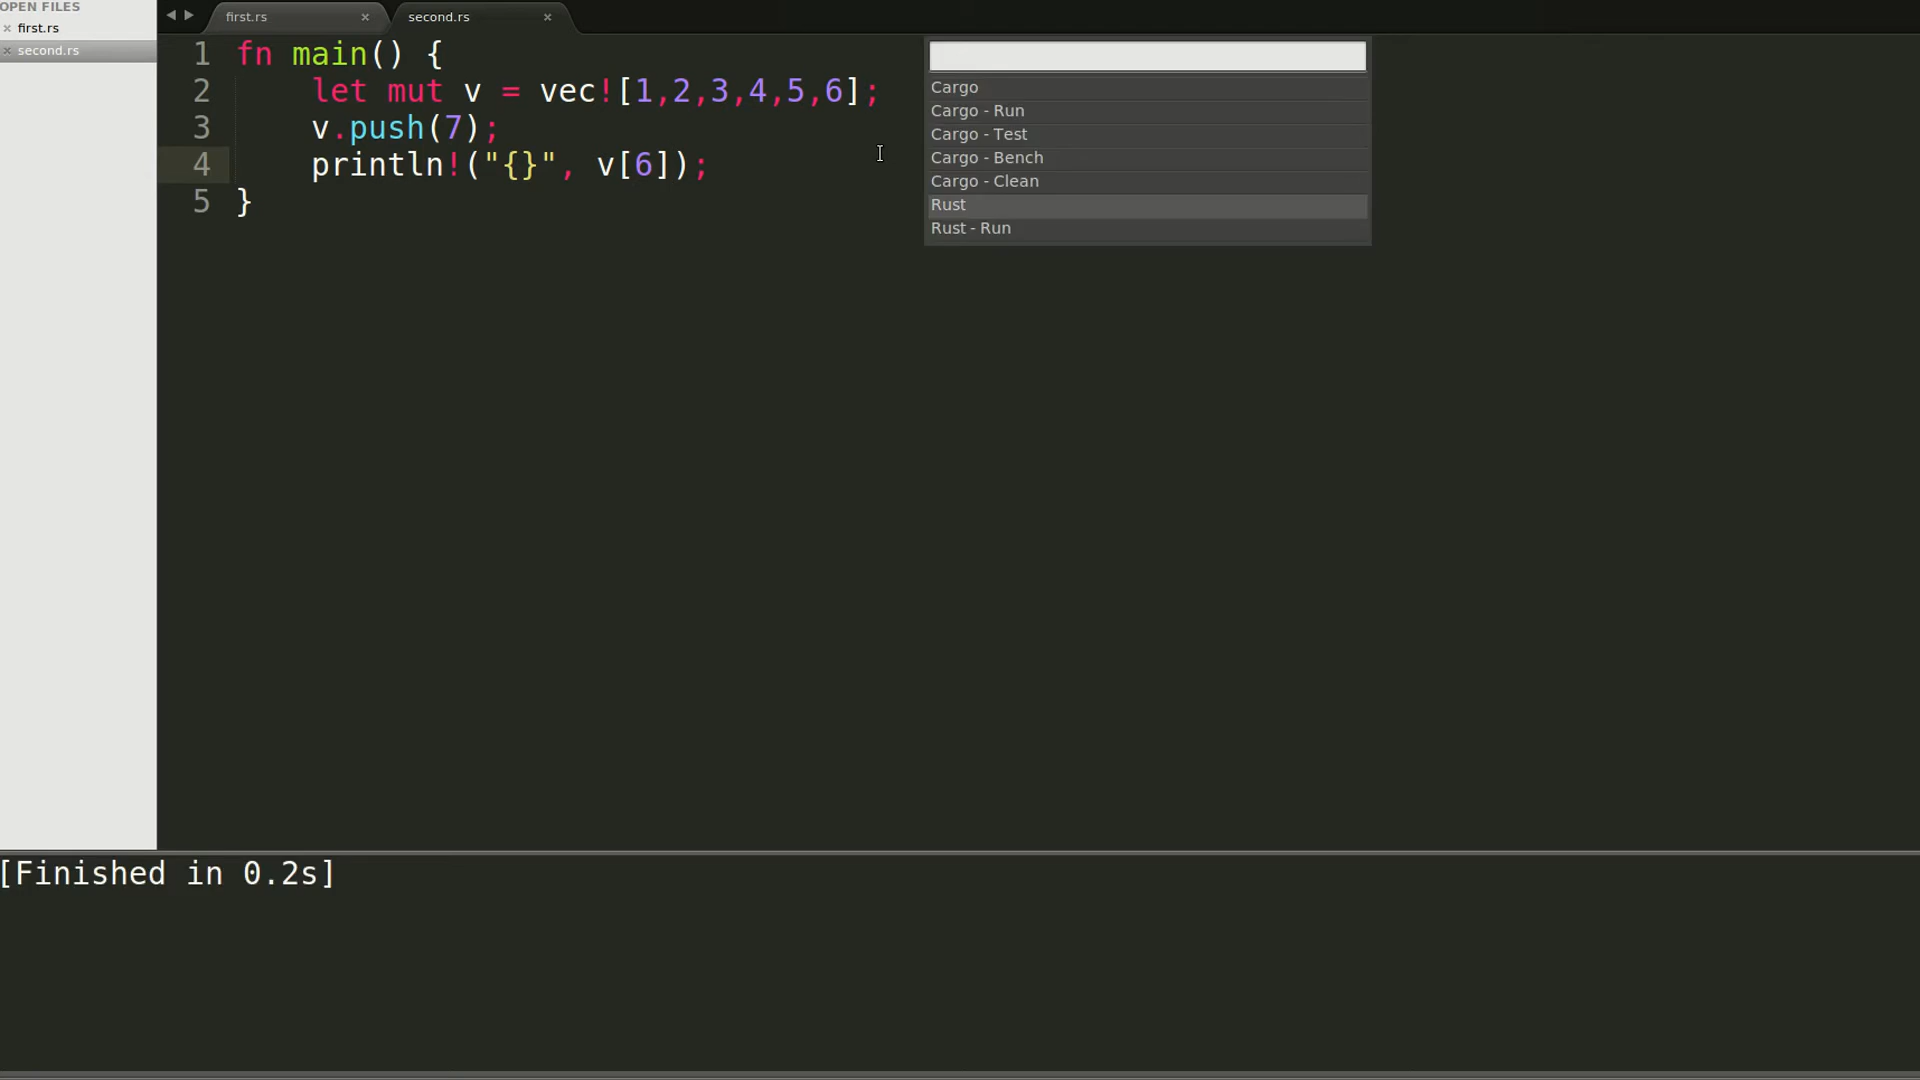 OPEN FILES
first.rs
second.rs
first.rs
second.rs
1 fn main() {
2 let mut v = vec![1,2,3,4,5,6];
3 v.push(7);
4 println!("{}", v[6]);
5 }
Cargo
Cargo - Run
Cargo - Test
Cargo - Bench
Cargo - Clean
Rust
Rust - Run
[Finished in 0.2s]